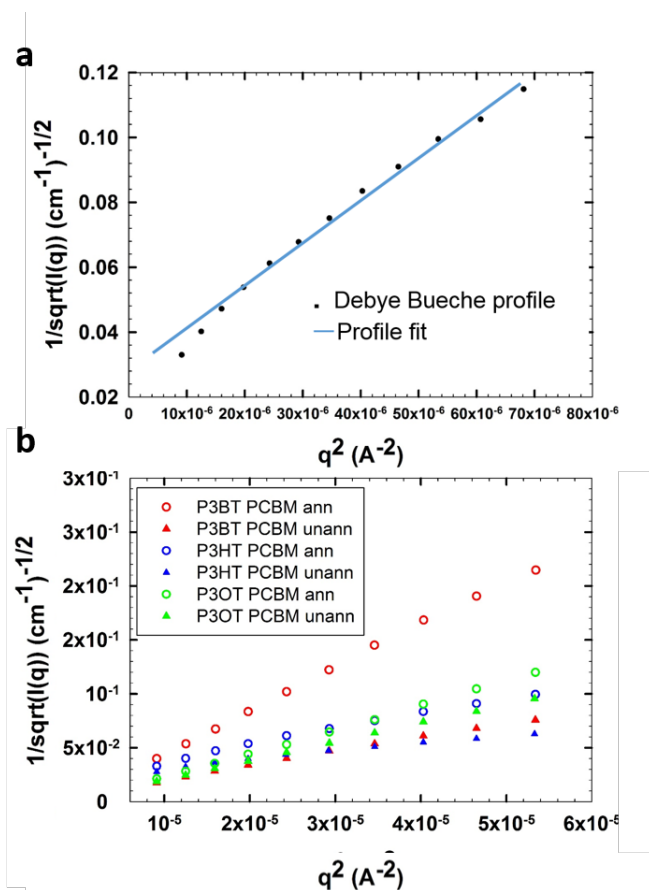 a
0.12
0.10
0.08
0.06
0.04
0.02
1/sqrt(I(q)) (cm⁻¹)⁻¹/²
Debye Bueche profile
Profile fit
0 10x10⁻⁶ 20x10⁻⁶ 30x10⁻⁶ 40x10⁻⁶ 50x10⁻⁶ 60x10⁻⁶ 70x10⁻⁶ 80x10⁻⁶
q² (A⁻²)
b
3x10⁻¹
3x10⁻¹
2x10⁻¹
2x10⁻¹
1x10⁻¹
5x10⁻²
0
1/sqrt(I(q)) (cm⁻¹)⁻¹/²
P3BT PCBM ann
P3BT PCBM unann
P3HT PCBM ann
P3HT PCBM unann
P3OT PCBM ann
P3OT PCBM unann
10⁻⁵ 2x10⁻⁵ 3x10⁻⁵ 4x10⁻⁵ 5x10⁻⁵ 6x10⁻⁵
q² (A⁻²)